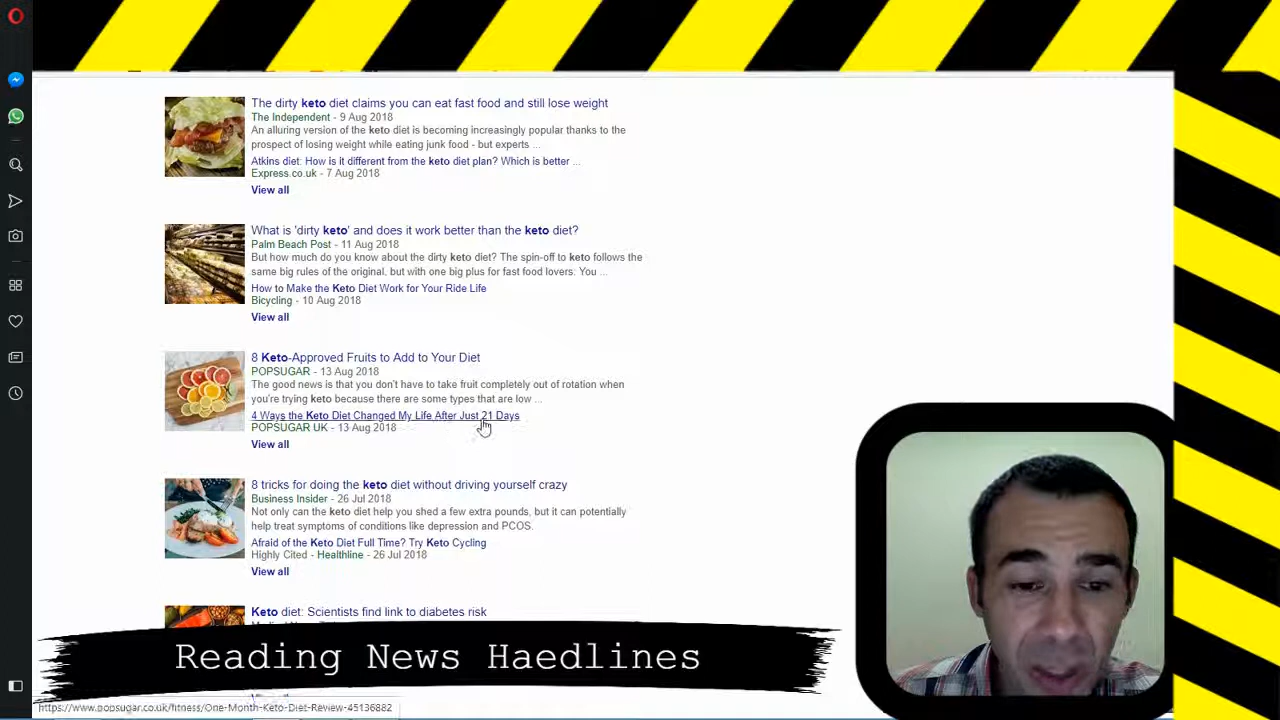 The dirty keto diet claims you can eat fast food and still lose weight
The Independent - 9 Aug 2018
An alluring version of the keto diet is becoming increasingly popular thanks to the
prospect of losing weight while eating junk food - but experts ...
Atkins diet: How is it different from the keto diet plan? Which is better ...
Express.co.uk - 7 Aug 2018
View all
What is 'dirty keto' and does it work better than the keto diet?
Palm Beach Post - 11 Aug 2018
But how much do you know about the dirty keto diet? The spin-off to keto follows the
same big rules of the original, but with one big plus for fast food lovers: You ...
How to Make the Keto Diet Work for Your Ride Life
Bicycling - 10 Aug 2018
View all
8 Keto-Approved Fruits to Add to Your Diet
POPSUGAR - 13 Aug 2018
The good news is that you don't have to take fruit completely out of rotation when
you're trying keto because there are some types that are low ...
4 Ways the Keto Diet Changed My Life After Just 21 Days
POPSUGAR UK - 13 Aug 2018
View all
8 tricks for doing the keto diet without driving yourself crazy
Business Insider - 26 Jul 2018
Not only can the keto diet help you shed a few extra pounds, but it can potentially
help treat symptoms of conditions like depression and PCOS.
Afraid of the Keto Diet Full Time? Try Keto Cycling
Highly Cited - Healthline - 26 Jul 2018
View all
Keto diet: Scientists find link to diabetes risk
Reading News Haedlines
https://www.popsugar.co.uk/fitness/One-Month-Keto-Diet-Review-45136882